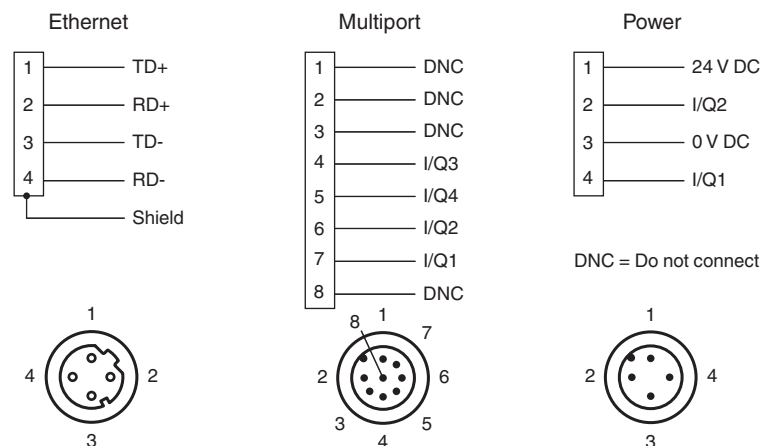 Ethernet
1 TD+
2 RD+
3 TD-
4 RD-
Shield
1
4 2
3
Multiport
1 DNC
2 DNC
3 DNC
4 I/Q3
5 I/Q4
6 I/Q2
7 I/Q1
8 DNC
8 1 7
2 6
3 5
4
Power
1 24 V DC
2 I/Q2
3 0 V DC
4 I/Q1
DNC = Do not connect
1
2 4
3